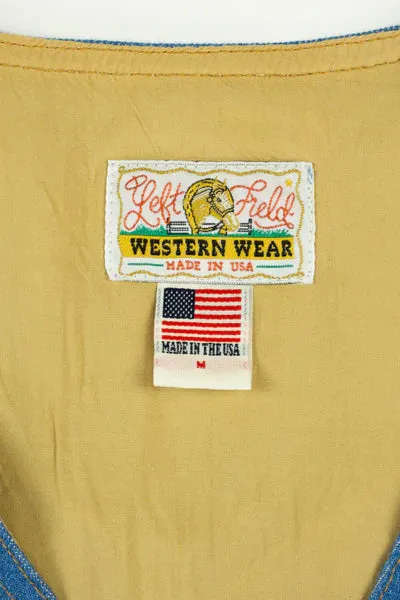 Left Field
WESTERN WEAR
MADE IN USA
MADE IN THE USA
M